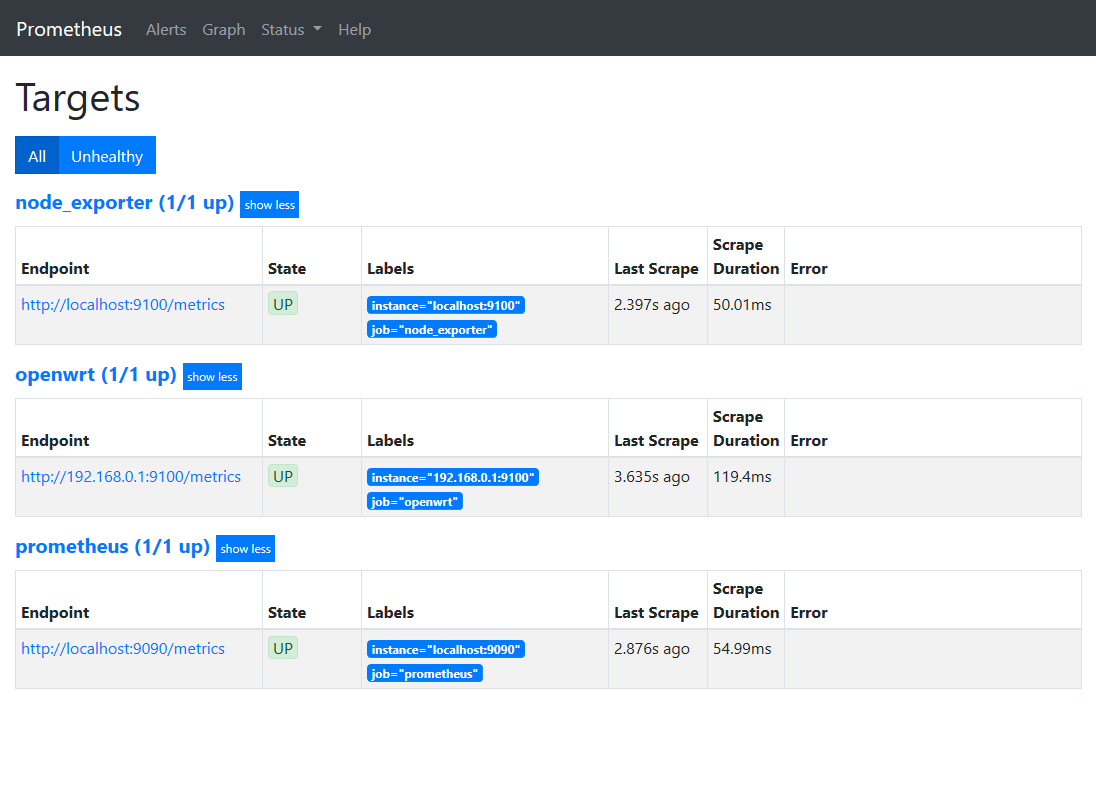 Prometheus Alerts Graph Status Help
Targets
All Unhealthy
node_exporter (1/1 up) show less
Endpoint State Labels Last Scrape Scrape Duration Error
http://localhost:9100/metrics UP instance="localhost:9100" 2.397s ago 50.01ms
job="node_exporter"
openwrt (1/1 up) show less
Endpoint State Labels Last Scrape Scrape Duration Error
http://192.168.0.1:9100/metrics UP instance="192.168.0.1:9100" 3.635s ago 119.4ms
job="openwrt"
prometheus (1/1 up) show less
Endpoint State Labels Last Scrape Scrape Duration Error
http://localhost:9090/metrics UP instance="localhost:9090" 2.876s ago 54.99ms
job="prometheus"